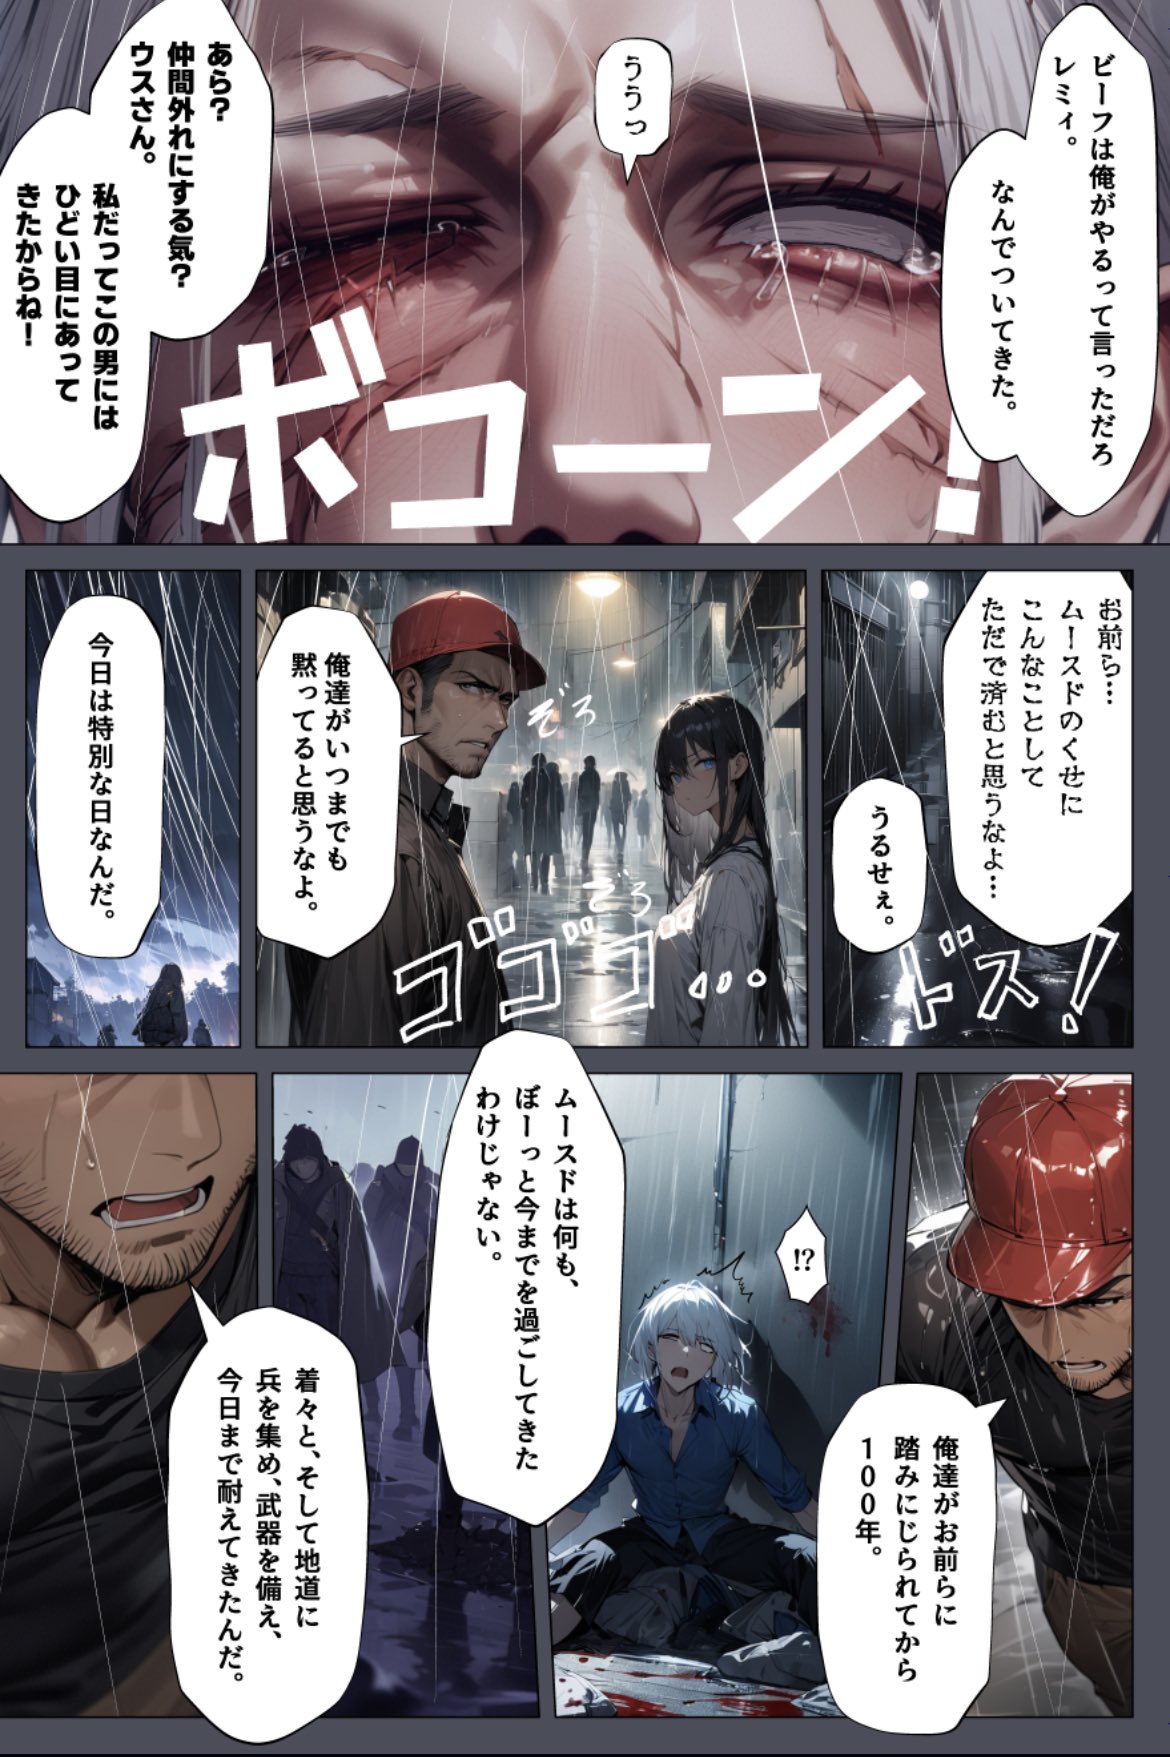 ビーフは俺がやるって言っただろ
レミィ。
なんでついてきた。
ううっ
あら？
仲間外れにする気？
ウスさん。
私だってこの男には
ひどい目にあって
きたからね！
ボコーン！
お前ら…
ムースドのくせに
こんなことして
ただで済むと思うなよ…
うるせぇ。
ドス！
ぞろ
ぞろ
俺達がいつまでも
黙ってると思うなよ。
ゴゴゴ…
今日は特別な日なんだ。
俺達がお前らに
踏みにじられてから
100年。
!?
ムースドは何も、
ぼーっと今までを過ごしてきた
わけじゃない。
着々と、そして地道に
兵を集め、武器を備え、
今日まで耐えてきたんだ。